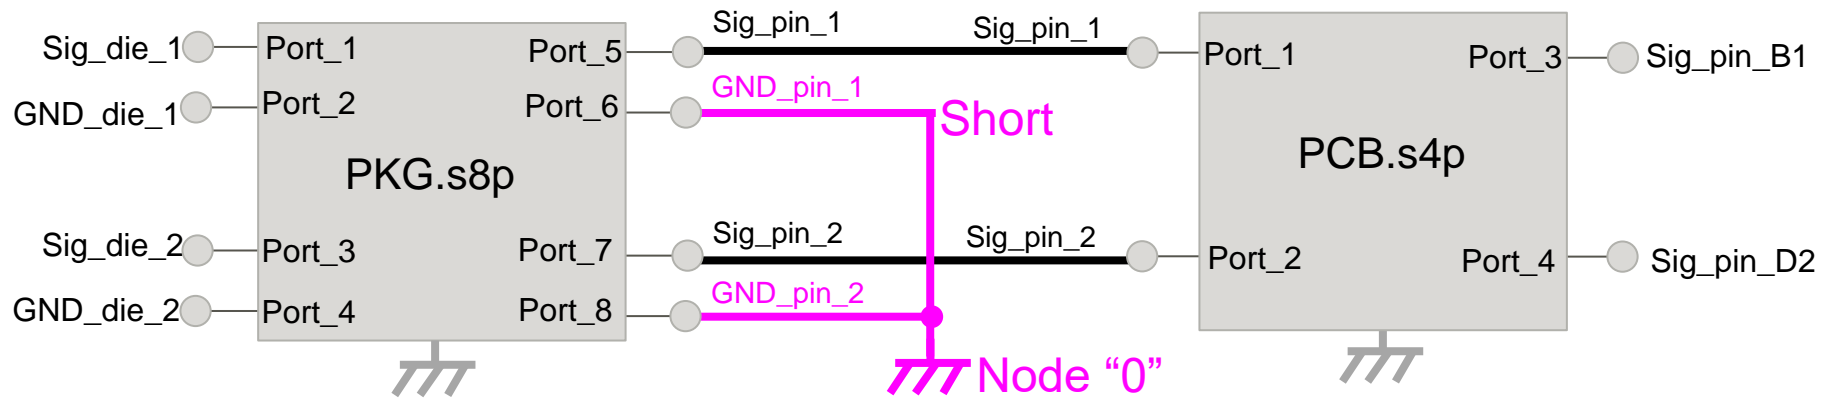 Sig_die_1
Port_1
Port_5
Sig_pin_1
Sig_pin_1
Port_1
Port_3
Sig_pin_B1
GND_die_1
Port_2
Port_6
GND_pin_1
Short
PKG.s8p
PCB.s4p
Sig_die_2
Port_3
Port_7
Sig_pin_2
Sig_pin_2
Port_2
Port_4
Sig_pin_D2
GND_die_2
Port_4
Port_8
GND_pin_2
Node “0”